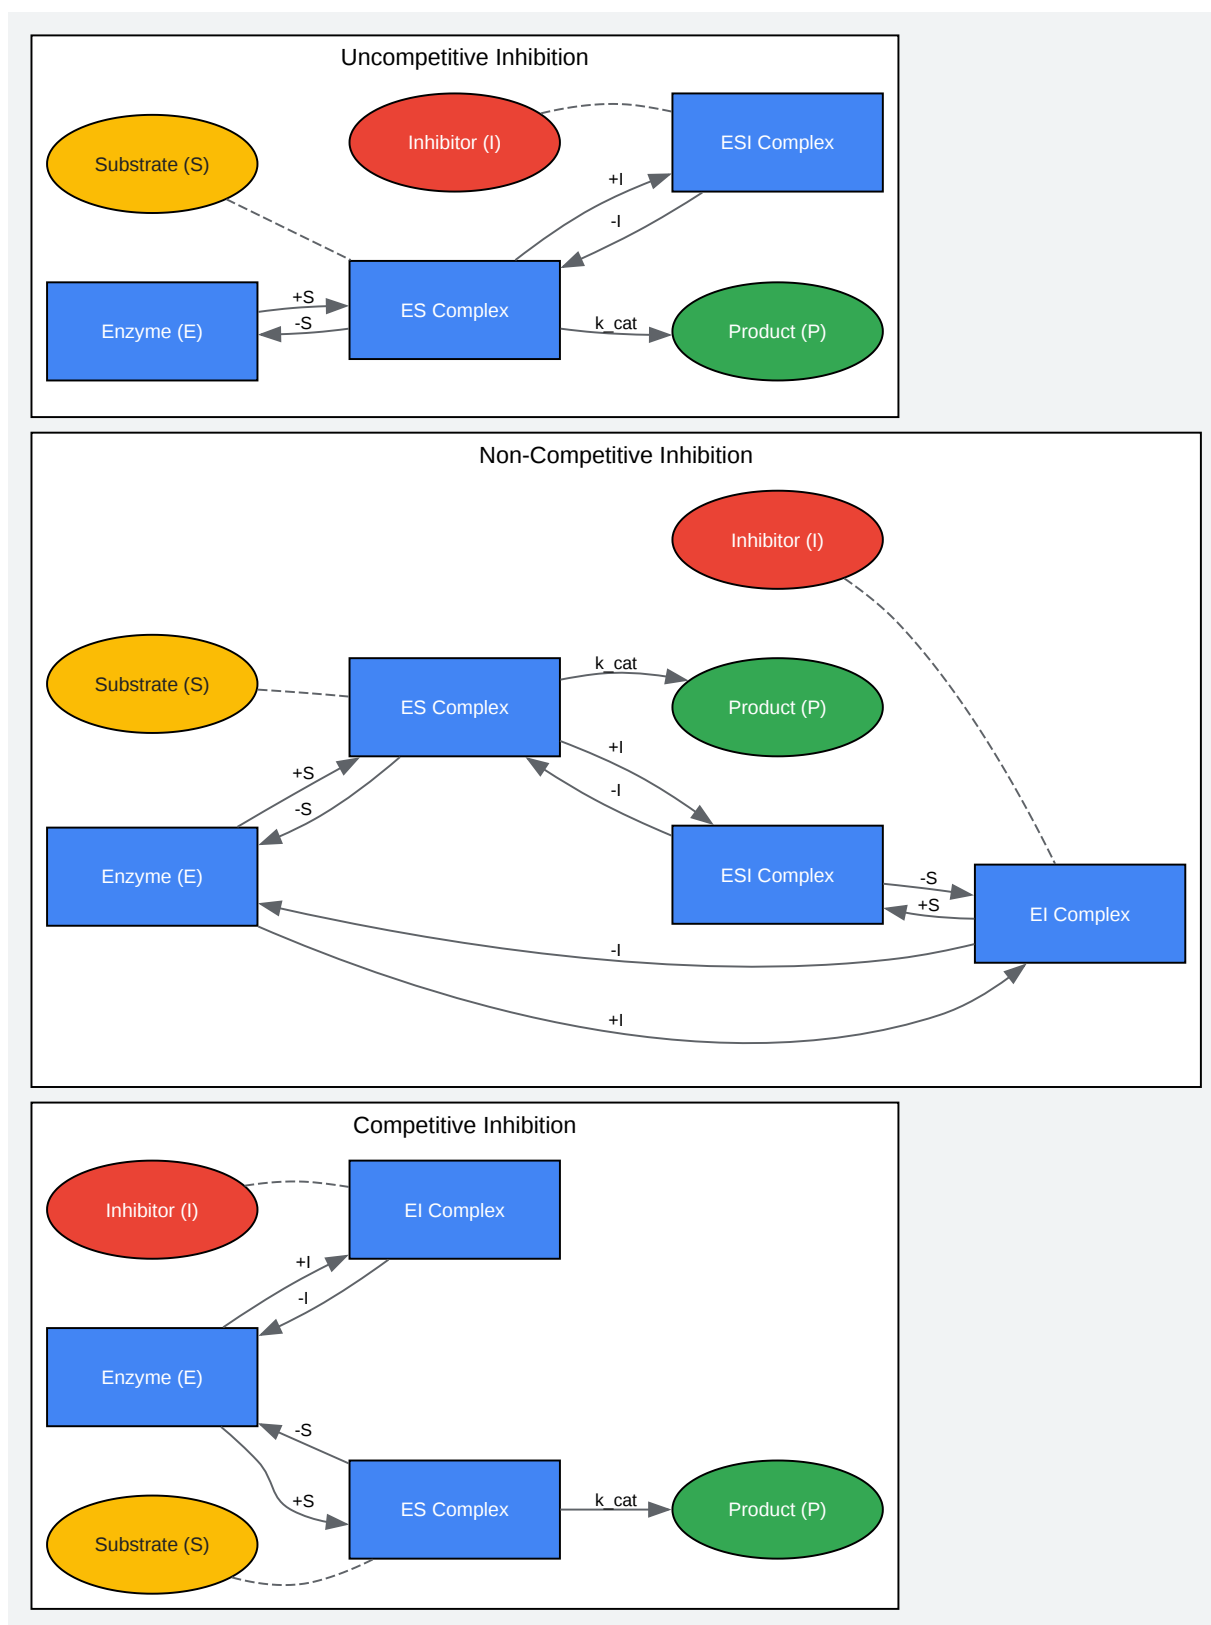 Uncompetitive Inhibition
Substrate (S)
Inhibitor (I)
ESI Complex
+I
-I
Enzyme (E)
+S
-S
ES Complex
k_cat
Product (P)
Non-Competitive Inhibition
Inhibitor (I)
Substrate (S)
ES Complex
k_cat
Product (P)
+S
-S
+I
-I
Enzyme (E)
ESI Complex
-S
+S
EI Complex
-I
+I
Competitive Inhibition
Inhibitor (I)
EI Complex
+I
-I
Enzyme (E)
-S
+S
ES Complex
k_cat
Product (P)
Substrate (S)